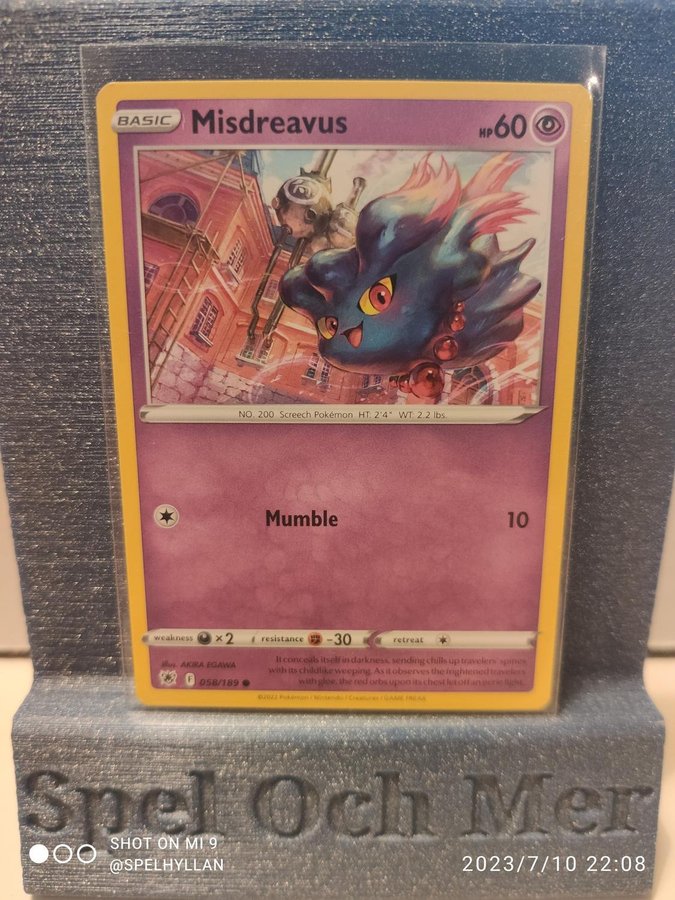 BASIC Misdreavus HP 60
NO. 200 Screech Pokémon HT: 2'4" WT: 2.2 lbs.
Mumble 10
weakness ×2 resistance -30 retreat
Illus. AKIRA EGAWA
It conceals itself in darkness, sending chills up travelers' spines
with its childlike weeping. As it observes the frightened travelers
with glee, the red orbs upon its chest loft an eerie light.
F 058/189
©2022 Pokémon / Nintendo / Creatures / GAME FREAK
Spel Och Mer
SHOT ON MI 9
@SPELHYLLAN
2023/7/10 22:08